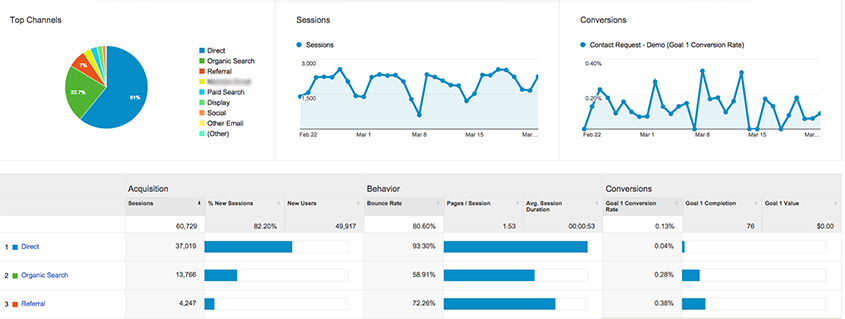 Top Channels
Sessions
Conversions
Direct
Organic Search
Referral
Paid Search
Display
Social
Other Email
(Other)
61%
22.7%
7%
Sessions
3,000
1,500
Feb 22
Mar 1
Mar 8
Mar 15
Mar...
Contact Request - Demo (Goal 1 Conversion Rate)
0.40%
0.20%
Feb 22
Mar 1
Mar 8
Mar 15
Mar...
Acquisition
Behavior
Conversions
Sessions
% New Sessions
New Users
Bounce Rate
Pages / Session
Avg. Session
Duration
Goal 1 Conversion
Rate
Goal 1 Completion
Goal 1 Value
60,729
82.20%
49,917
80.60%
1.53
00:00:53
0.13%
76
$0.00
1 Direct
37,019
93.30%
0.04%
2 Organic Search
13,766
58.91%
0.28%
3 Referral
4,247
72.26%
0.38%